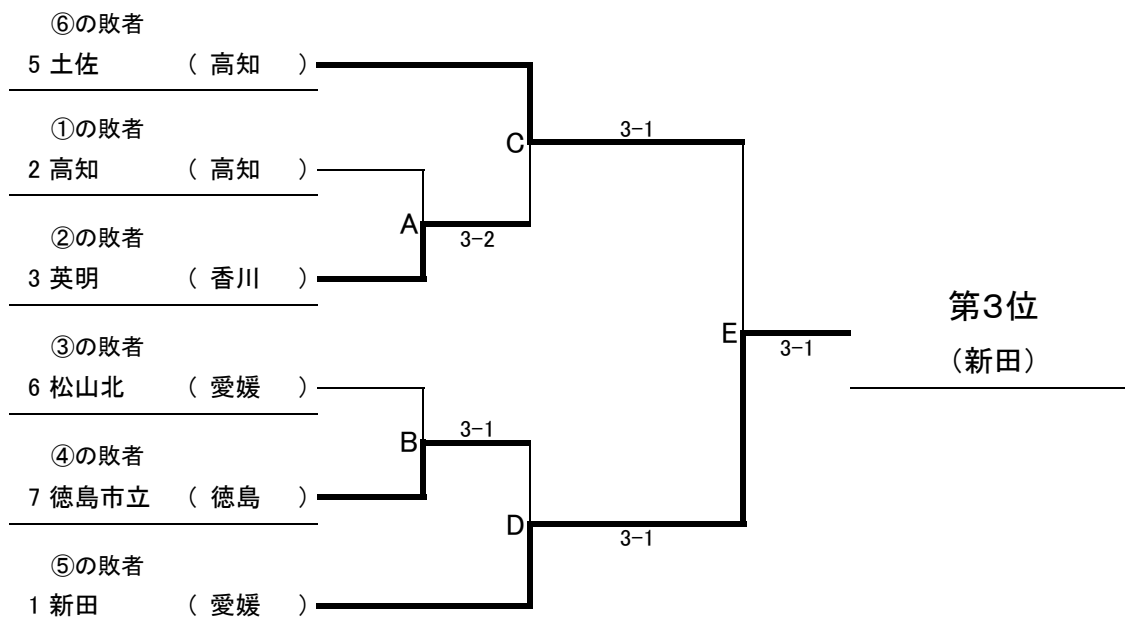 ⑥の敗者
5 土佐 ( 高知 )
①の敗者
2 高知 ( 高知 )
②の敗者
3 英明 ( 香川 )
③の敗者
6 松山北 ( 愛媛 )
④の敗者
7 徳島市立 ( 徳島 )
⑤の敗者
1 新田 ( 愛媛 )
A
3-2
B
3-1
C
3-1
D
3-1
E
3-1
第3位
(新田)